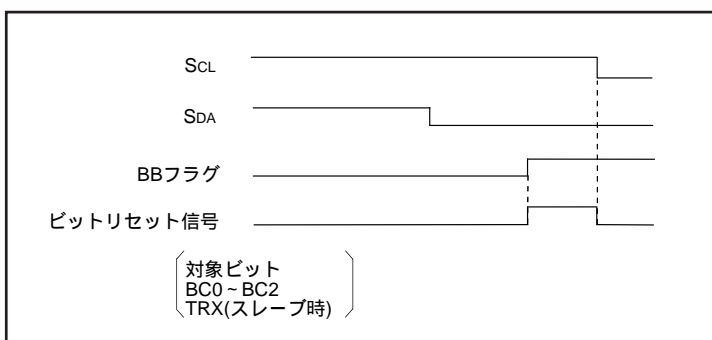 SCL
SDA
BBフラグ
ビットリセット信号
対象ビット
BC0～BC2
TRX(スレーブ時)